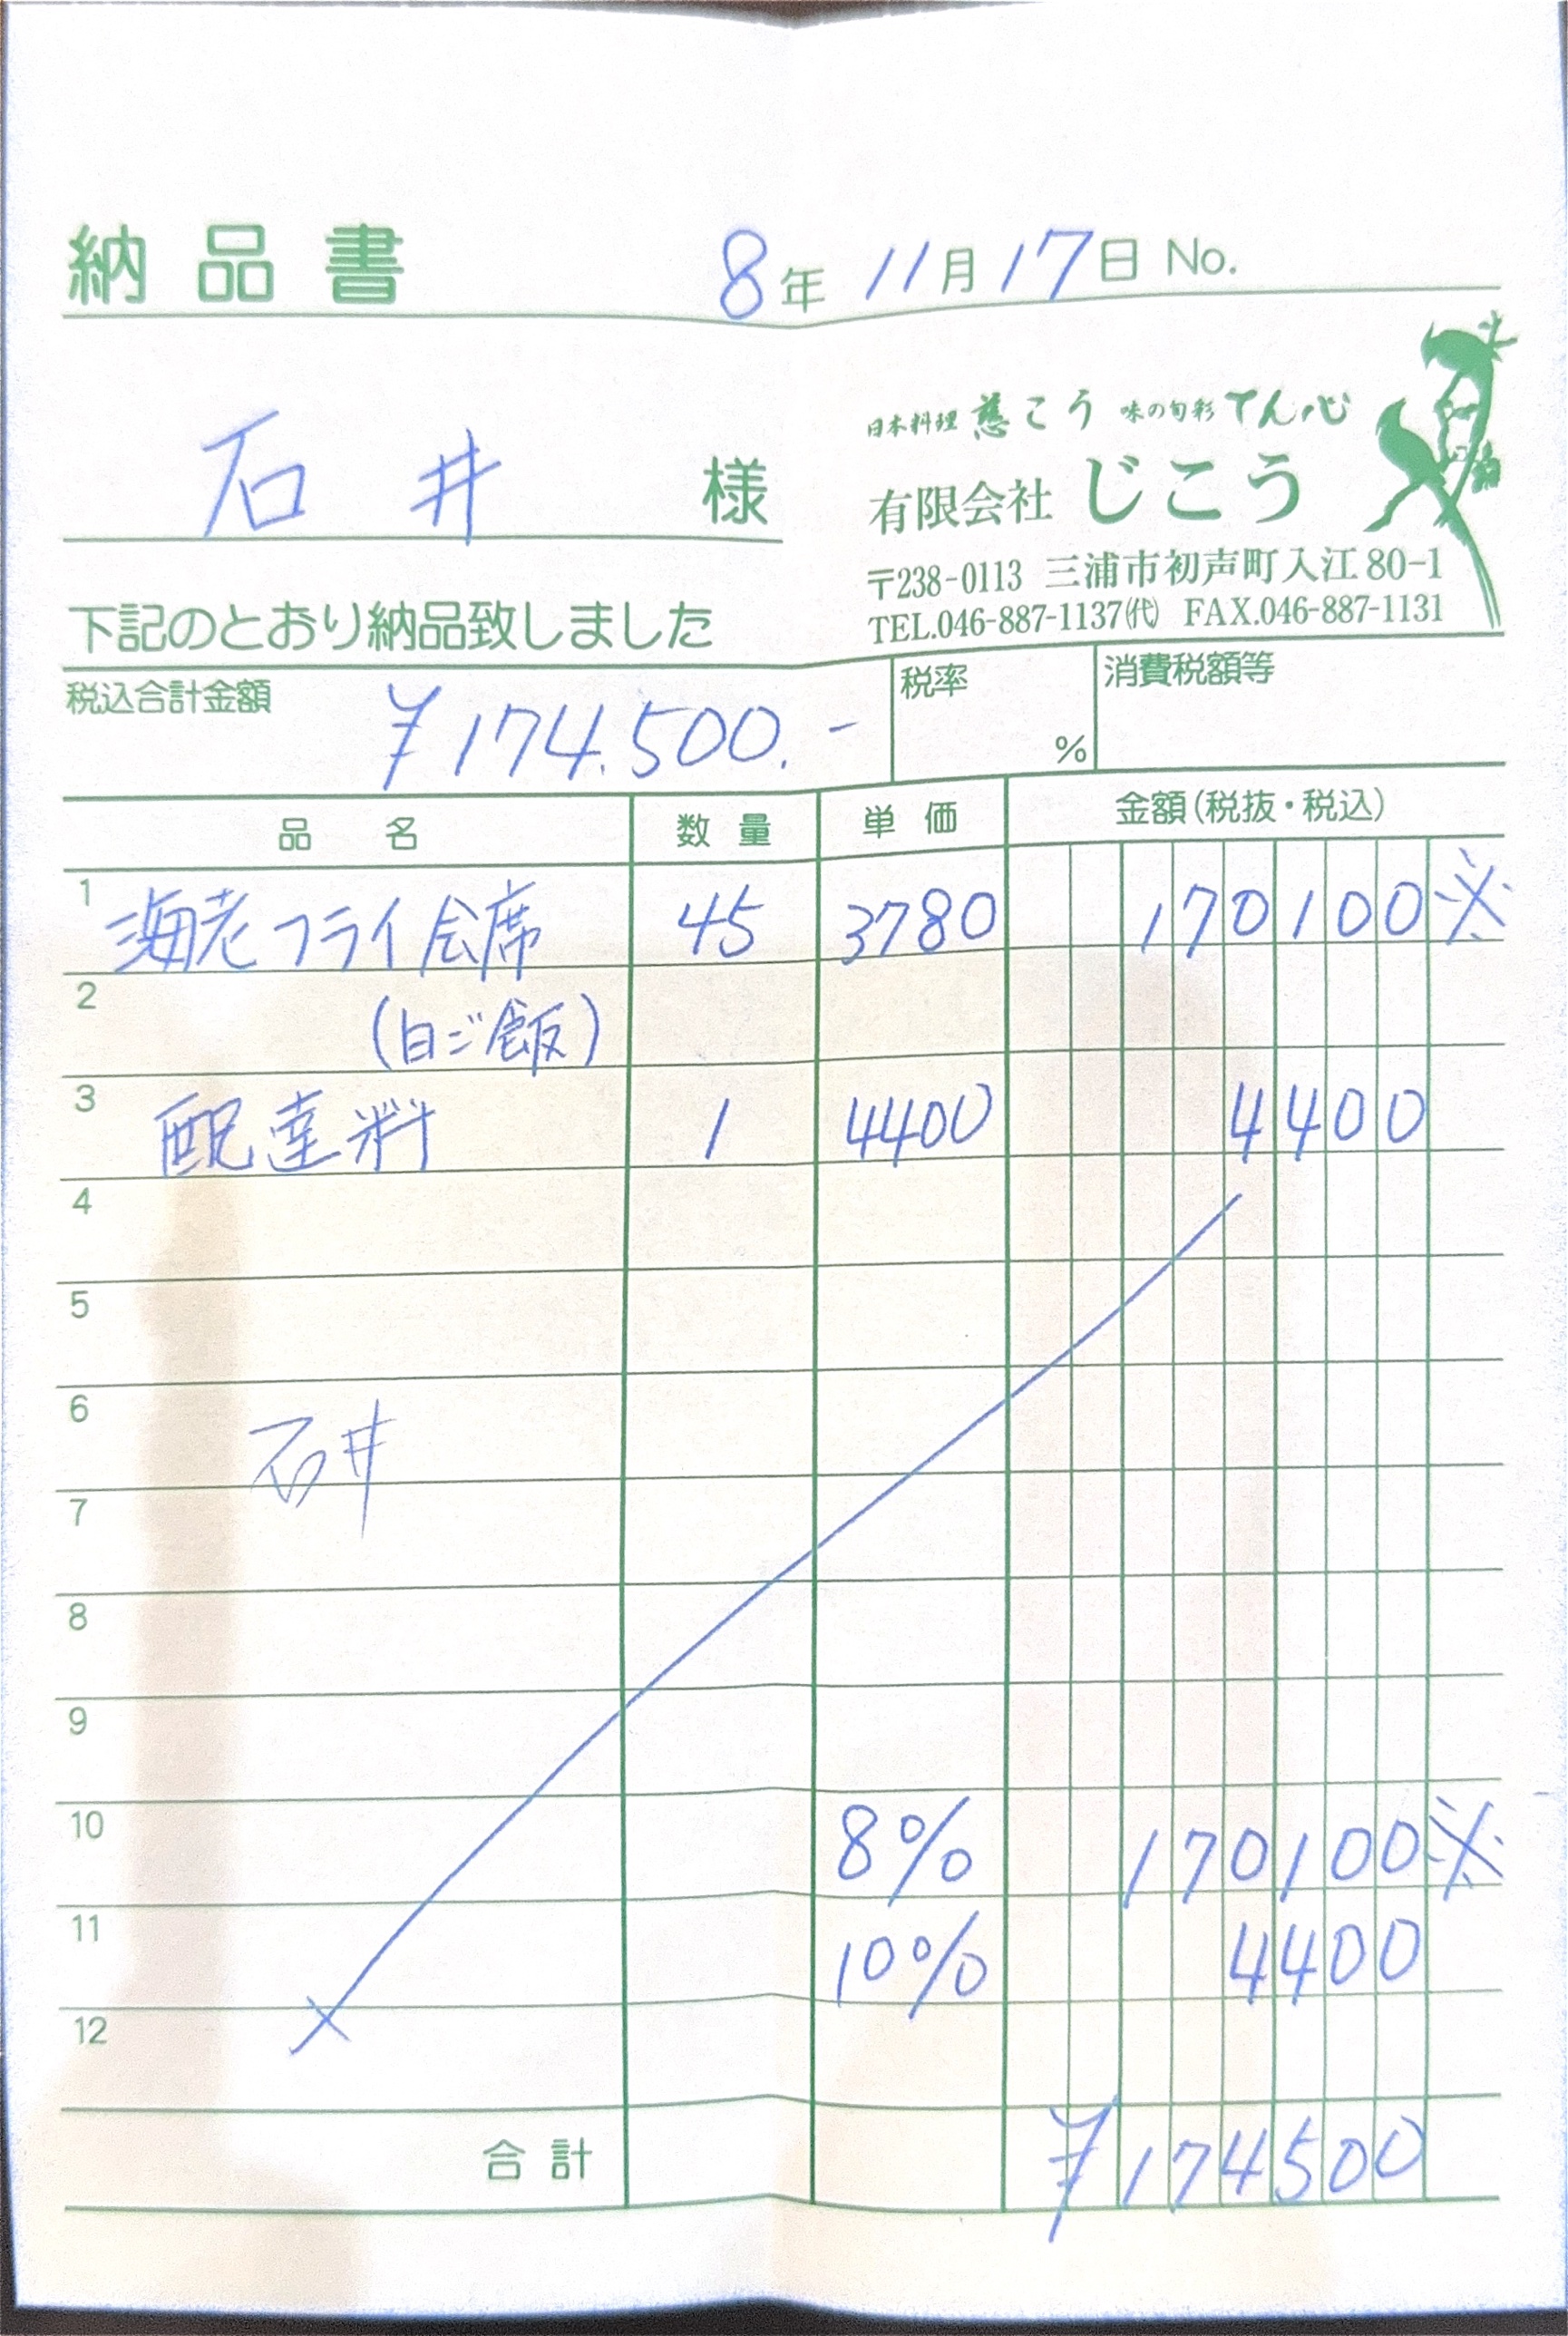 納品書 8年 11月17日 No.
石井 様
日本料理 慈こう 味の旬彩 てん心
有限会社 じこう
〒238-0113 三浦市初声町入江80-1
TEL.046-887-1137(代) FAX.046-887-1131
下記のとおり納品致しました
税込合計金額 ¥174.500.- 税率 % 消費税額等
品名 数量 単価 金額(税抜・税込)
1 海老フライ会席 45 3780 170100 ※
2 (白ご飯)
3 配達料 1 4400 4400
4
5
6 石井
7
8
9
10 8% 170100 ※
11 10% 4400
12
合計 ¥174500